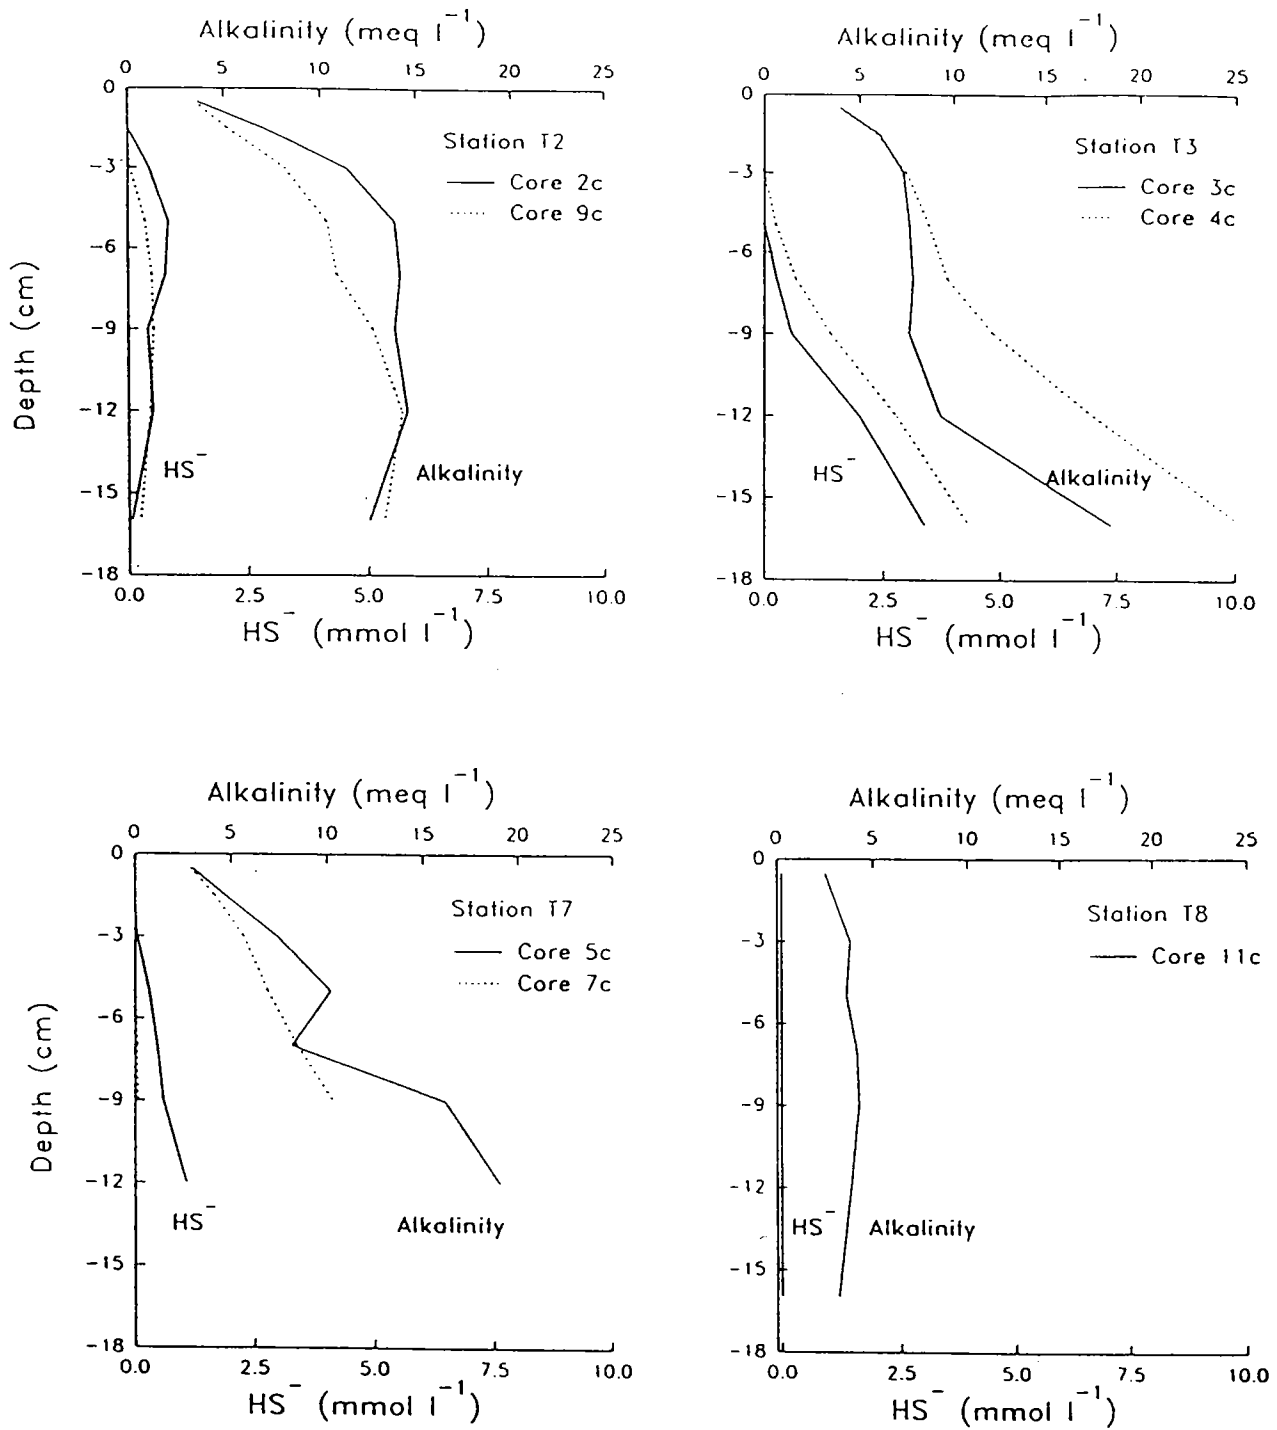 Alkalinity (meq l⁻¹) Alkalinity (meq l⁻¹)
0 5 10 15 20 25 0 5 10 15 20 25
0 0
Station T2 Station T3
-3 Core 2c -3 Core 3c
Core 9c Core 4c
-6 -6
Depth (cm)
-9 -9
-12 -12
HS⁻ Alkalinity HS⁻ Alkalinity
-15 -15
-18 -18
0.0 2.5 5.0 7.5 10.0 0.0 2.5 5.0 7.5 10.0
HS⁻ (mmol l⁻¹) HS⁻ (mmol l⁻¹)
Alkalinity (meq l⁻¹) Alkalinity (meq l⁻¹)
0 5 10 15 20 25 0 5 10 15 20 25
0 0
Station T7 Station T8
-3 Core 5c -3 Core 11c
Core 7c
-6 -6
Depth (cm)
-9 -9
-12 -12
HS⁻ Alkalinity HS⁻ Alkalinity
-15 -15
-18 -18
0.0 2.5 5.0 7.5 10.0 0.0 2.5 5.0 7.5 10.0
HS⁻ (mmol l⁻¹) HS⁻ (mmol l⁻¹)